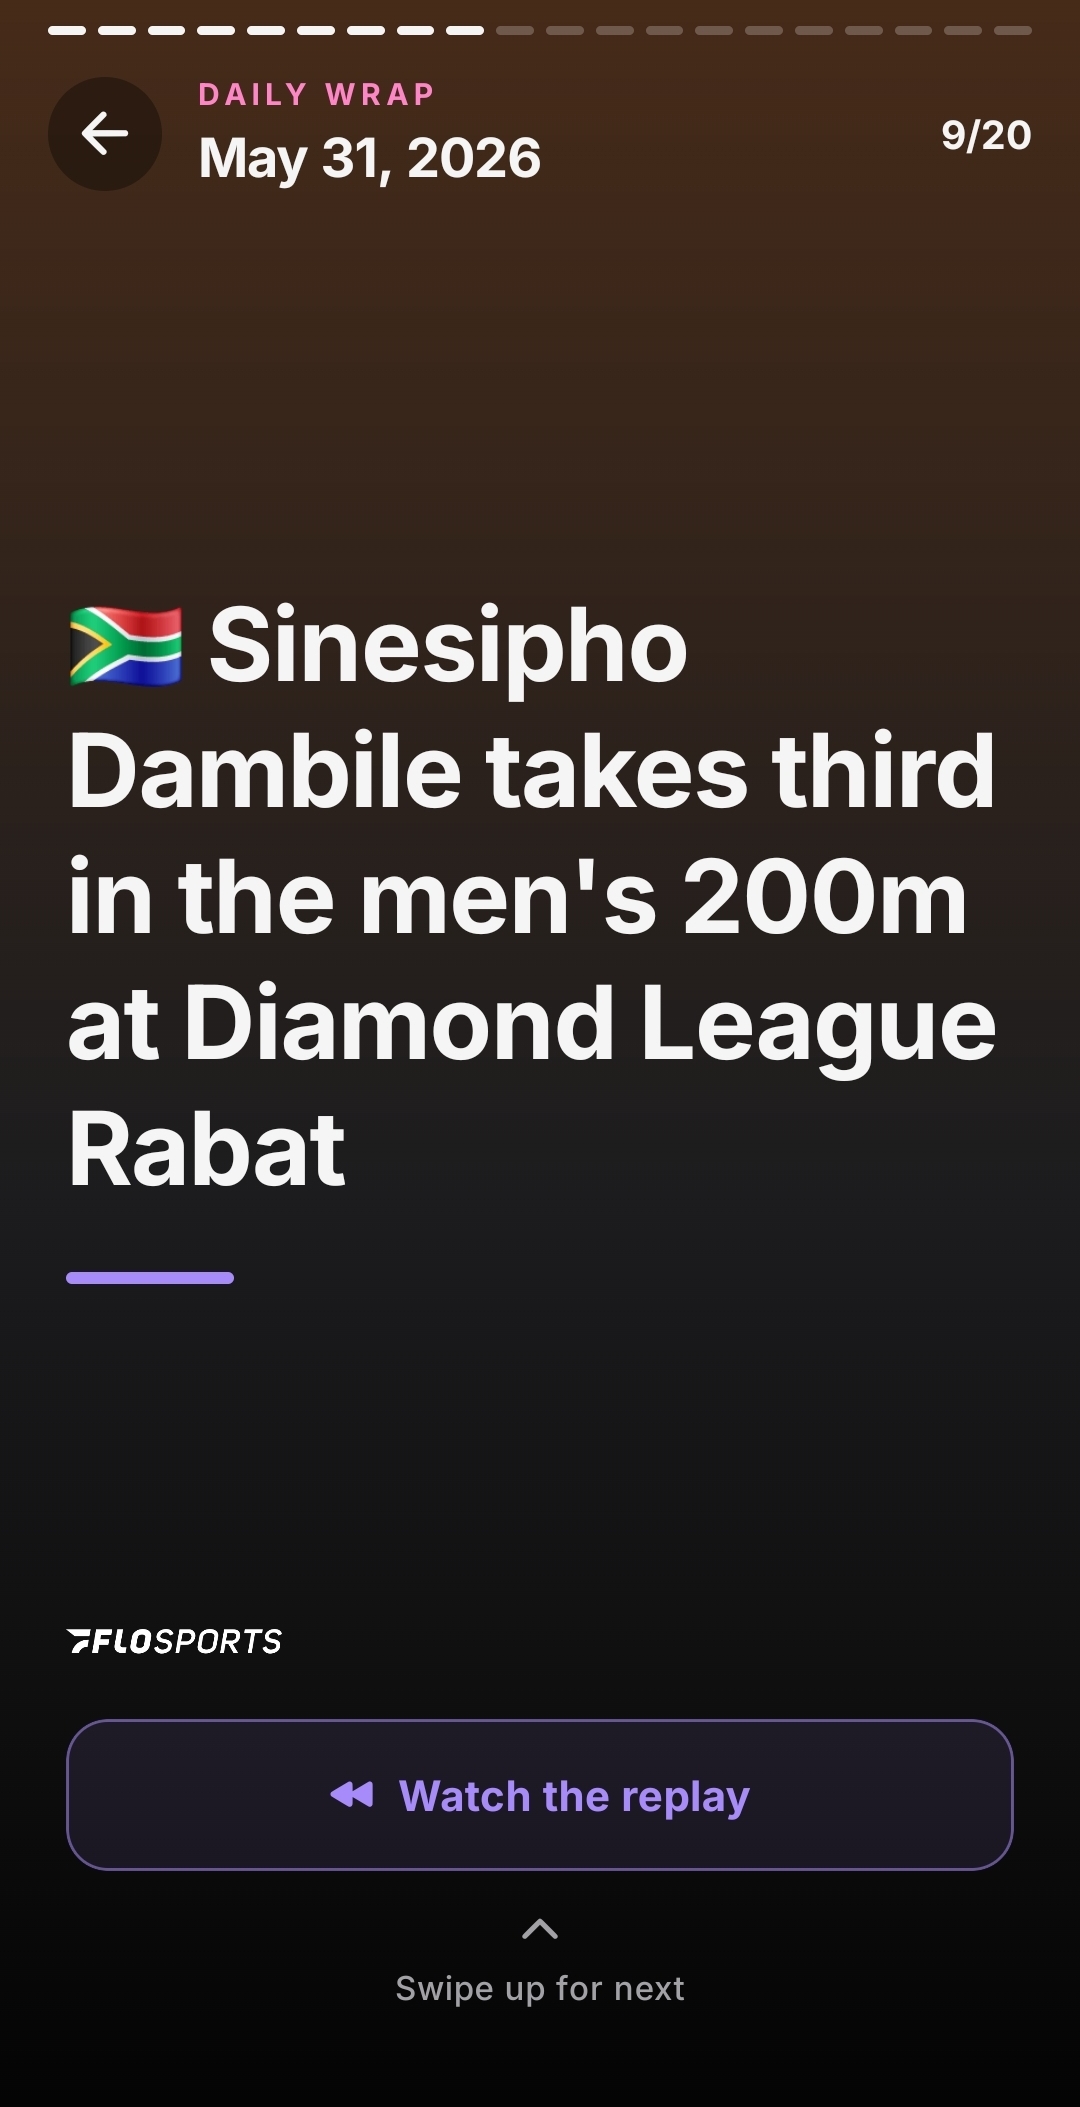 DAILY WRAP
May 31, 2026
9/20
🇿🇦 Sinesipho
Dambile takes third
in the men's 200m
at Diamond League
Rabat
FLOSPORTS
Watch the replay
Swipe up for next